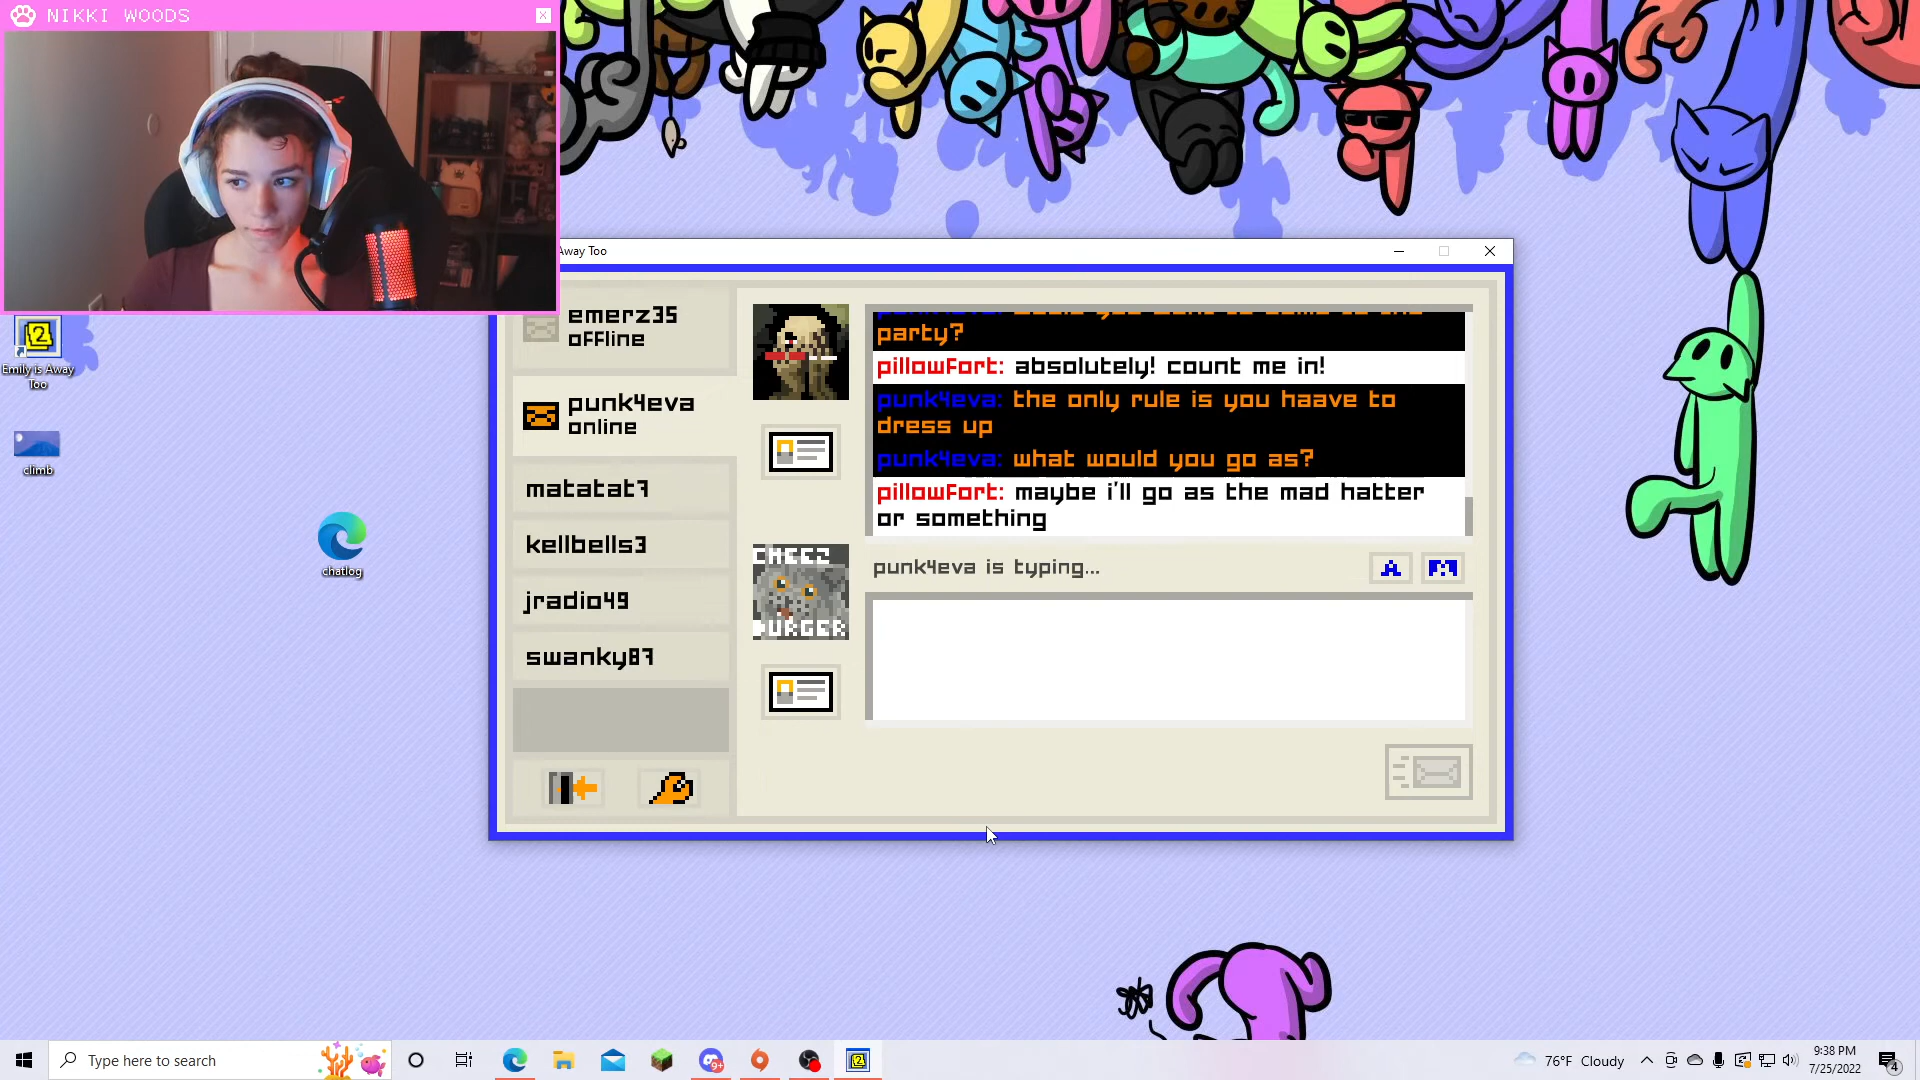 NIKKI WOODS
Away Too
emerz35
offline
punk4eva
online
matatat7
kellbells3
jradio49
swanky87
party?
pillowFort: absolutely! count me in!
punk4eva: the only rule is you haave to
dress up
punk4eva: what would you go as?
pillowFort: maybe i'll go as the mad hatter
or something
punk4eva is typing...
CHEEZ
BURGER
A
Emily is Away
Too
climb
chatlog
Type here to search
9+
76°F Cloudy
9:38 PM
7/25/2022
4